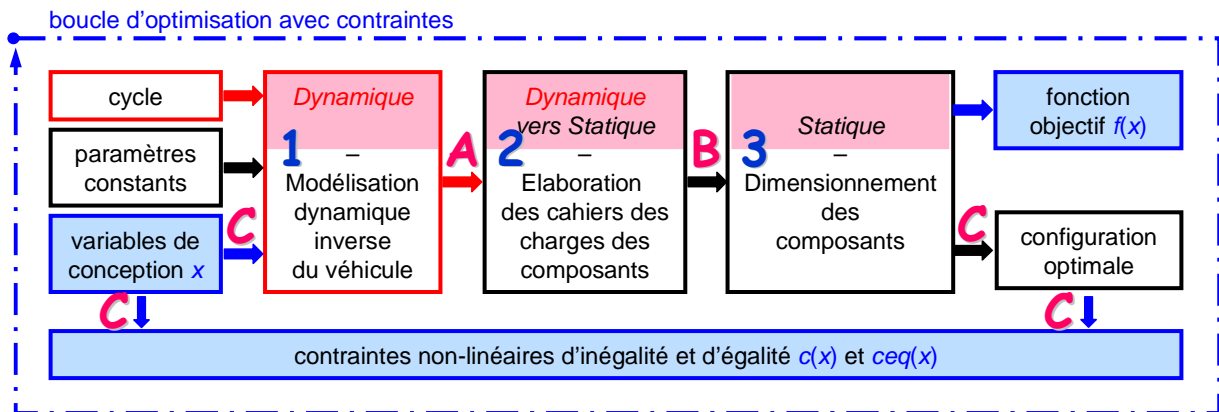 boucle d'optimisation avec contraintes
cycle
paramètres
constants
variables de
conception x
C
C
Dynamique
1
–
Modélisation
dynamique
inverse
du véhicule
A
Dynamique
vers Statique
2
–
Elaboration
des cahiers des
charges des
composants
B
Statique
3
–
Dimensionnement
des
composants
C
fonction
objectif f(x)
configuration
optimale
C
contraintes non-linéaires d'inégalité et d'égalité c(x) et ceq(x)